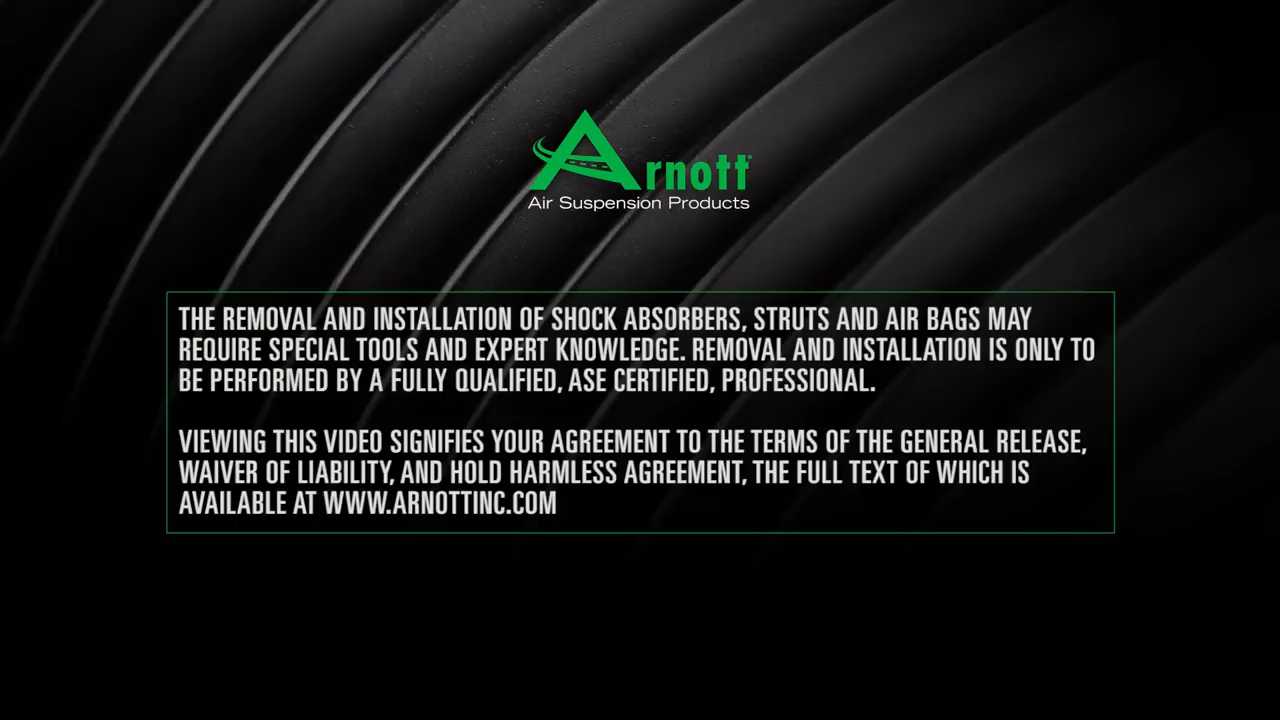 Arnott®
Air Suspension Products
THE REMOVAL AND INSTALLATION OF SHOCK ABSORBERS, STRUTS AND AIR BAGS MAY
REQUIRE SPECIAL TOOLS AND EXPERT KNOWLEDGE. REMOVAL AND INSTALLATION IS ONLY TO
BE PERFORMED BY A FULLY QUALIFIED, ASE CERTIFIED, PROFESSIONAL.
VIEWING THIS VIDEO SIGNIFIES YOUR AGREEMENT TO THE TERMS OF THE GENERAL RELEASE,
WAIVER OF LIABILITY, AND HOLD HARMLESS AGREEMENT, THE FULL TEXT OF WHICH IS
AVAILABLE AT WWW.ARNOTTINC.COM